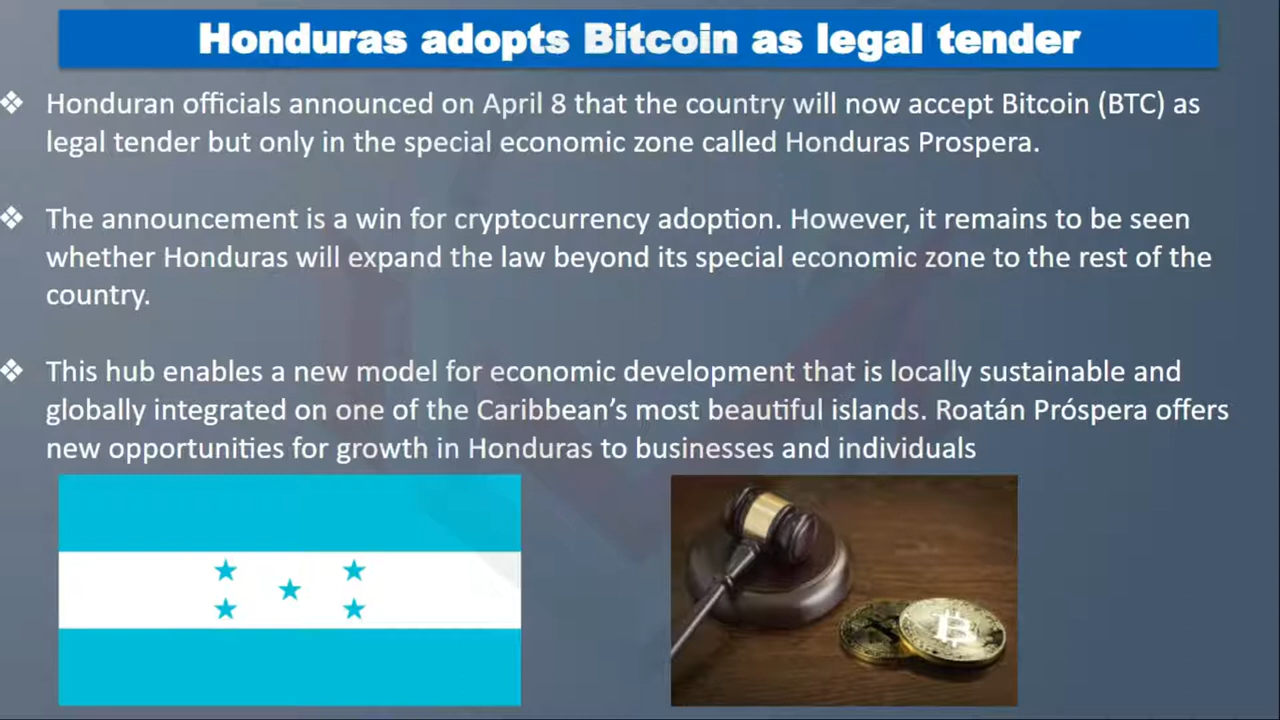 Honduras adopts Bitcoin as legal tender
❖ Honduran officials announced on April 8 that the country will now accept Bitcoin (BTC) as
legal tender but only in the special economic zone called Honduras Prospera.
❖ The announcement is a win for cryptocurrency adoption. However, it remains to be seen
whether Honduras will expand the law beyond its special economic zone to the rest of the
country.
❖ This hub enables a new model for economic development that is locally sustainable and
globally integrated on one of the Caribbean’s most beautiful islands. Roatán Próspera offers
new opportunities for growth in Honduras to businesses and individuals